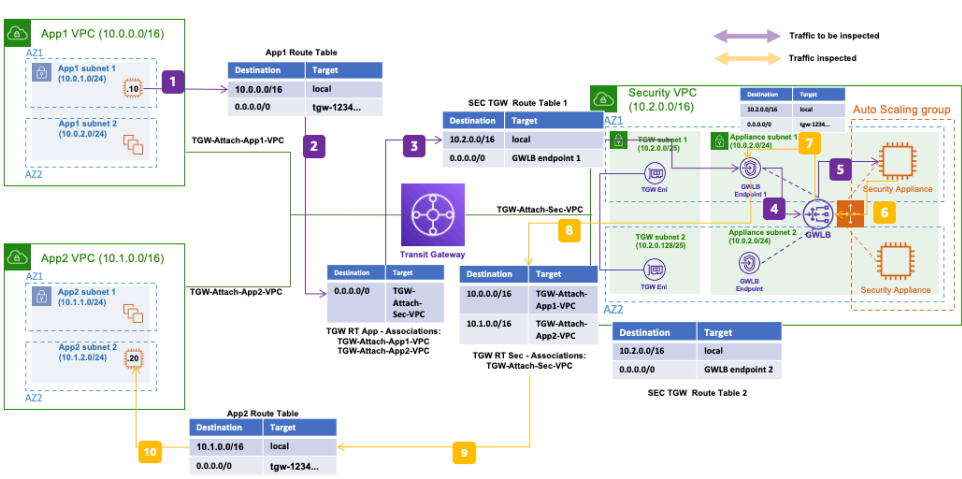 Traffic to be inspected
Traffic inspected
App1 VPC (10.0.0.0/16)
AZ1
App1 subnet 1
(10.0.1.0/24)
.10
App1 subnet 2
(10.0.2.0/24)
AZ2
1
App1 Route Table
Destination Target
10.0.0.0/16 local
0.0.0.0/0 tgw-1234...
TGW-Attach-App1-VPC
2
3
SEC TGW Route Table 1
Destination Target
10.2.0.0/16 local
0.0.0.0/0 GWLB endpoint 1
Security VPC
(10.2.0.0/16)
Destination Target
10.2.0.0/16 local
0.0.0.0/0 tgw-1234...
Auto Scaling group
AZ1
TGW subnet 1
(10.2.0.0/25)
TGW Eni
Appliance subnet 1
(10.0.2.0/24)
7
GWLB
Endpoint 1
4
5
Security Appliance
6
GWLB
TGW-Attach-Sec-VPC
8
Transit Gateway
TGW subnet 2
(10.2.0.128/25)
TGW Eni
Appliance subnet 2
(10.0.2.0/24)
GWLB
Endpoint
Security Appliance
AZ2
App2 VPC (10.1.0.0/16)
AZ1
App2 subnet 1
(10.1.1.0/24)
App2 subnet 2
(10.1.2.0/24)
.20
AZ2
TGW-Attach-App2-VPC
Destination Target
0.0.0.0/0 TGW-
Attach-
Sec-VPC
TGW RT App - Associations:
TGW-Attach-App1-VPC
TGW-Attach-App2-VPC
Destination Target
10.0.0.0/16 TGW-Attach-
App1-VPC
10.1.0.0/16 TGW-Attach-
App2-VPC
TGW RT Sec - Associations:
TGW-Attach-Sec-VPC
Destination Target
10.2.0.0/16 local
0.0.0.0/0 GWLB endpoint 2
SEC TGW Route Table 2
App2 Route Table
Destination Target
10.1.0.0/16 local
0.0.0.0/0 tgw-1234...
9
10